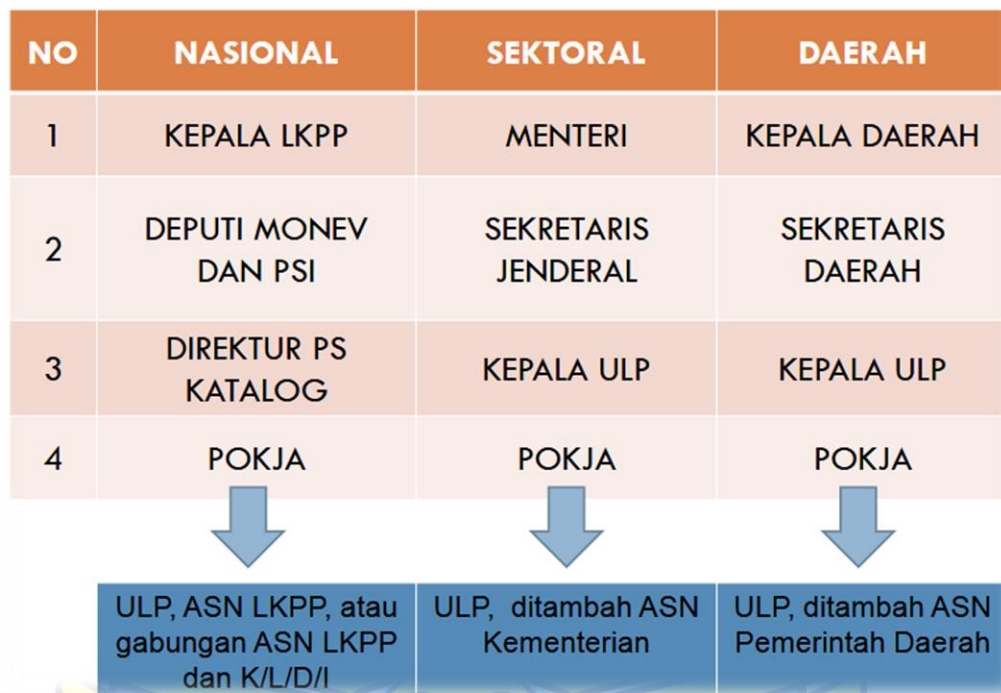 NO NASIONAL SEKTORAL DAERAH
1 KEPALA LKPP MENTERI KEPALA DAERAH
2 DEPUTI MONEV DAN PSI SEKRETARIS JENDERAL SEKRETARIS DAERAH
3 DIREKTUR PS KATALOG KEPALA ULP KEPALA ULP
4 POKJA POKJA POKJA
ULP, ASN LKPP, atau
gabungan ASN LKPP
dan K/L/D/I
ULP, ditambah ASN
Kementerian
ULP, ditambah ASN
Pemerintah Daerah